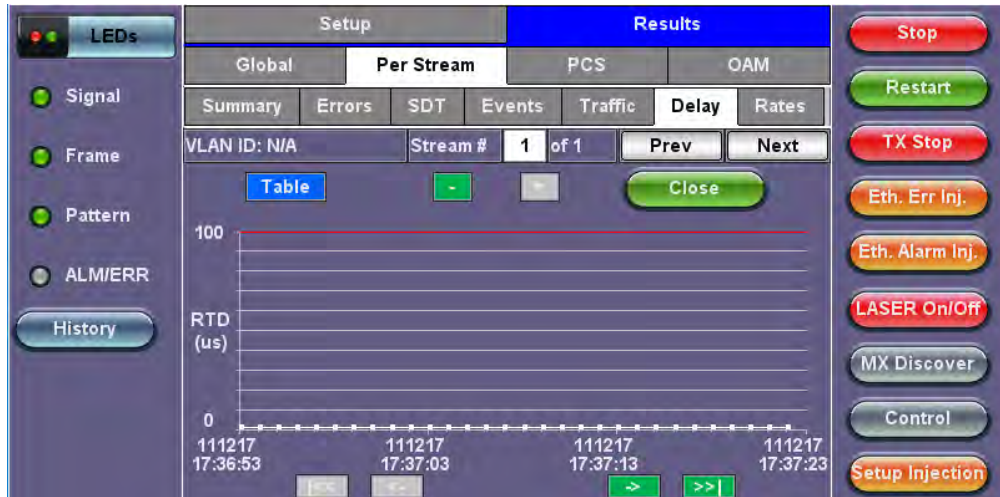 LEDs
Signal
Frame
Pattern
ALM/ERR
History
Setup Results
Global Per Stream PCS OAM
Summary Errors SDT Events Traffic Delay Rates
VLAN ID: N/A Stream # 1 of 1 Prev Next
Table - Close
100
RTD
(us)
0
111217 111217 111217 111217
17:36:53 17:37:03 17:37:13 17:37:23
|<< <- -> >>|
Stop
Restart
TX Stop
Eth. Err Inj.
Eth. Alarm Inj.
LASER On/Off
MX Discover
Control
Setup Injection